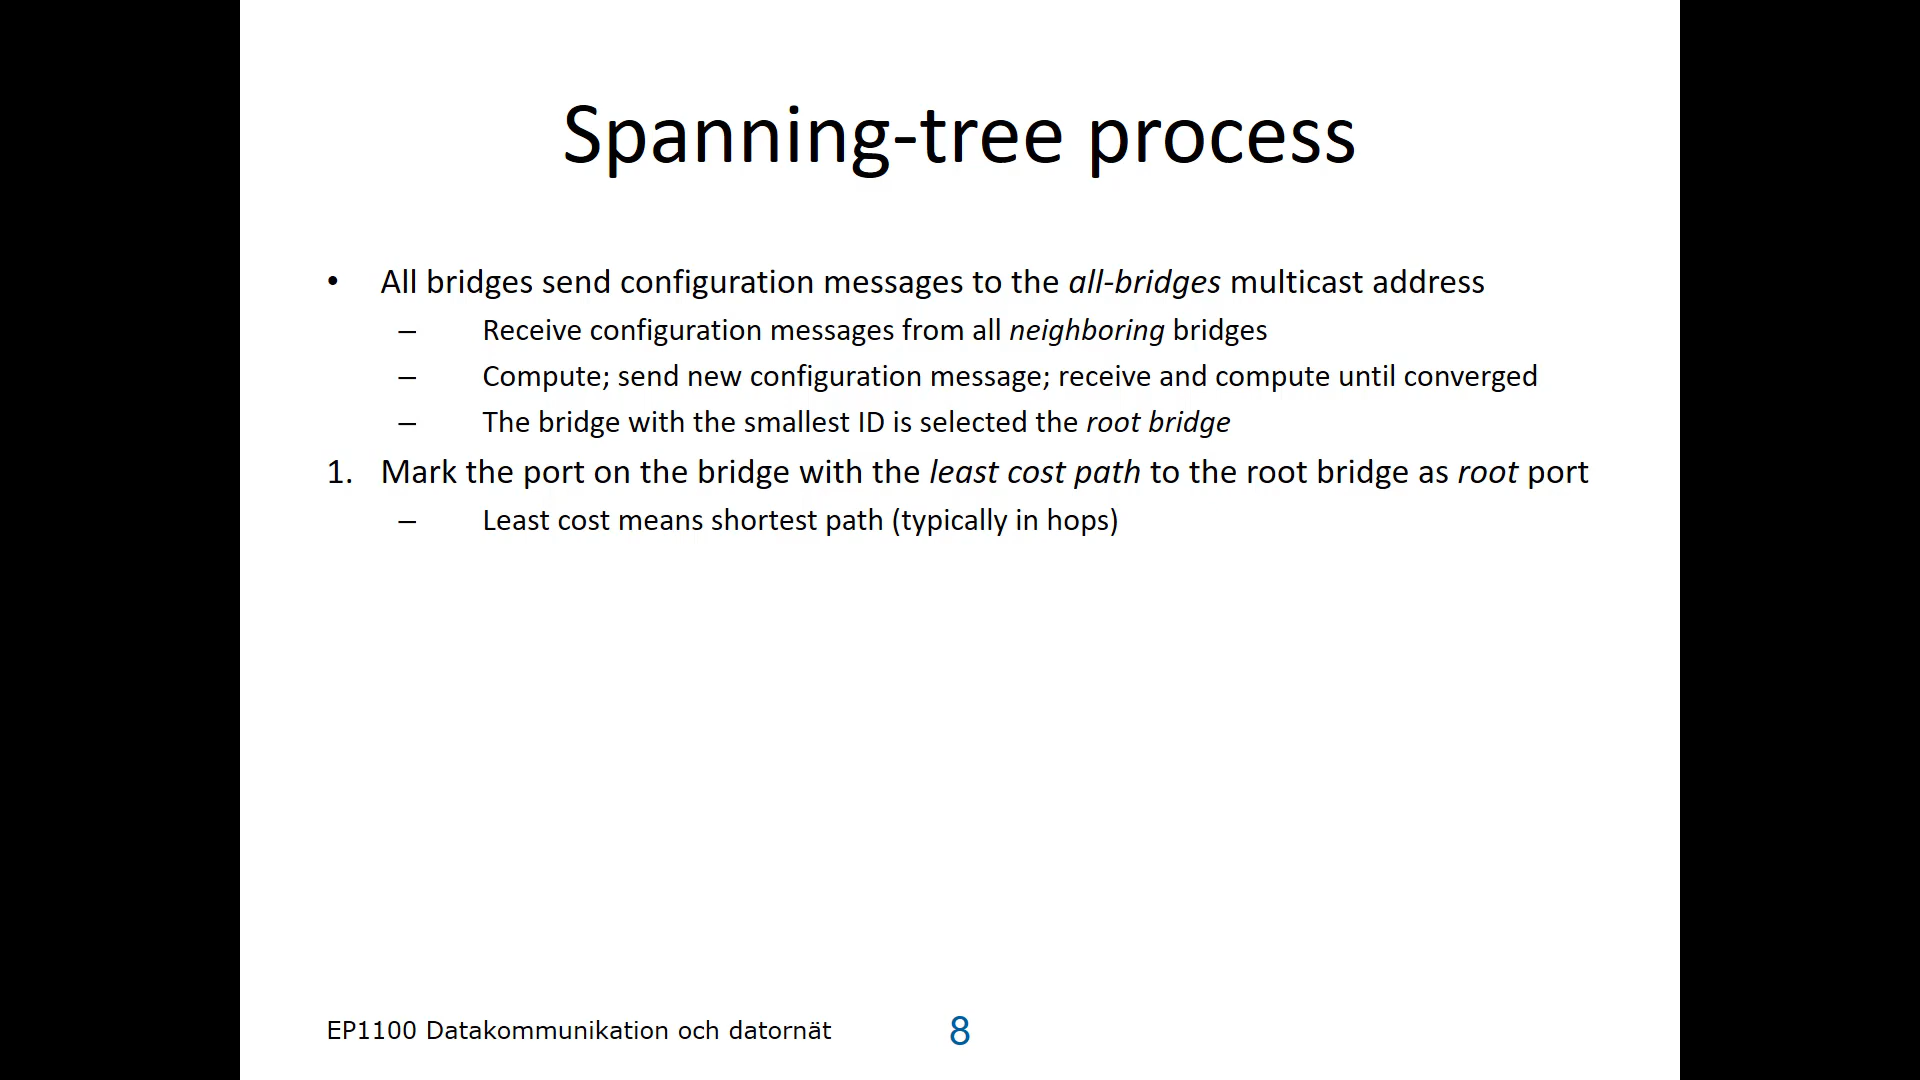 Spanning-tree process
• All bridges send configuration messages to the all-bridges multicast address
– Receive configuration messages from all neighboring bridges
– Compute; send new configuration message; receive and compute until converged
– The bridge with the smallest ID is selected the root bridge
1. Mark the port on the bridge with the least cost path to the root bridge as root port
– Least cost means shortest path (typically in hops)
EP1100 Datakommunikation och datornät 8